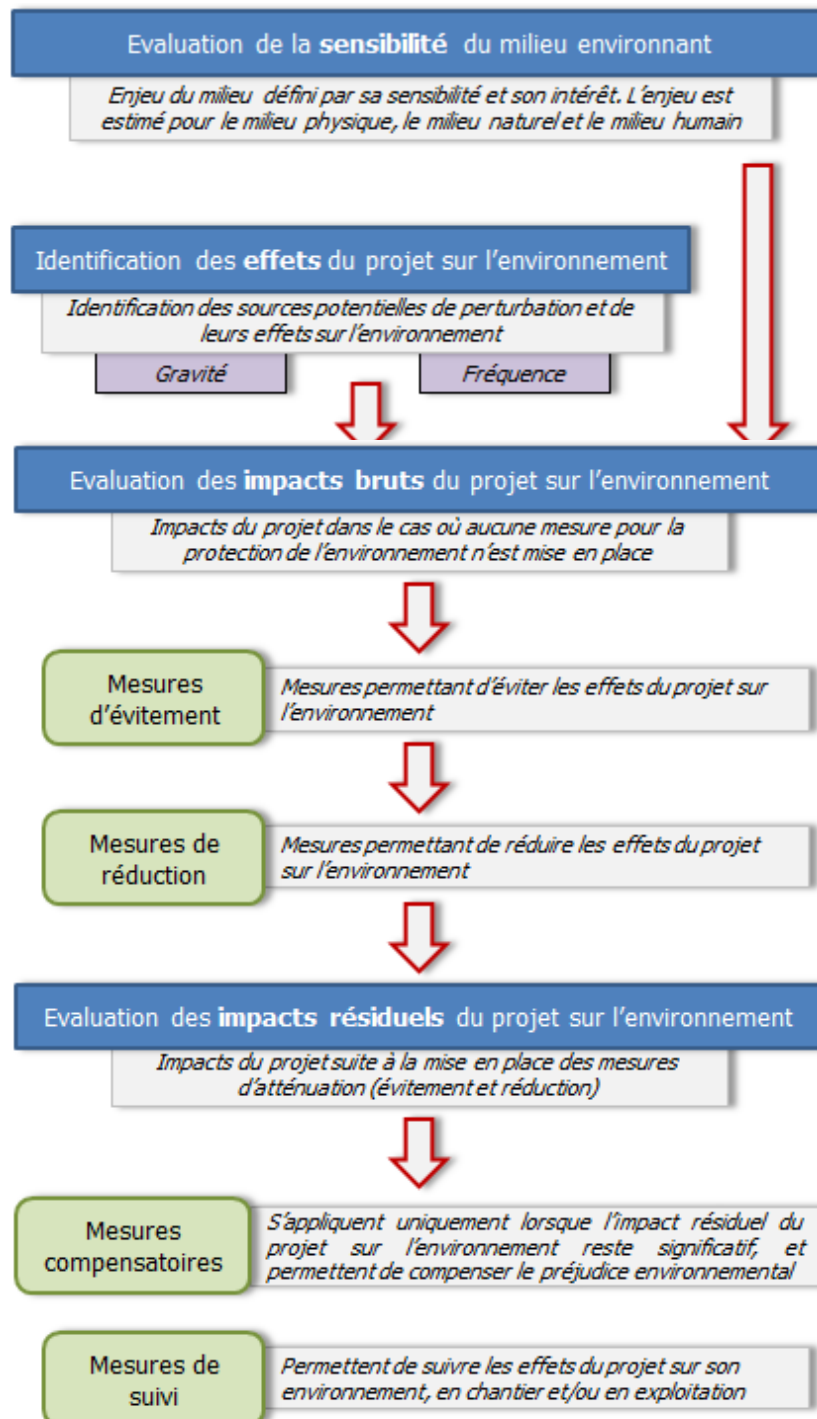 Evaluation de la sensibilité du milieu environnant
Enjeu du milieu défini par sa sensibilité et son intérêt. L'enjeu est
estimé pour le milieu physique, le milieu naturel et le milieu humain
Identification des effets du projet sur l'environnement
Identification des sources potentielles de perturbation et de
leurs effets sur l'environnement
Gravité
Fréquence
Evaluation des impacts bruts du projet sur l'environnement
Impacts du projet dans le cas où aucune mesure pour la
protection de l'environnement n'est mise en place
Mesures
d'évitement
Mesures permettant d'éviter les effets du projet sur
l'environnement
Mesures de
réduction
Mesures permettant de réduire les effets du projet
sur l'environnement
Evaluation des impacts résiduels du projet sur l'environnement
Impacts du projet suite à la mise en place des mesures
d'atténuation (évitement et réduction)
Mesures
compensatoires
S'appliquent uniquement lorsque l'impact résiduel du
projet sur l'environnement reste significatif, et
permettent de compenser le préjudice environnemental
Mesures de
suivi
Permettent de suivre les effets du projet sur son
environnement, en chantier et/ou en exploitation